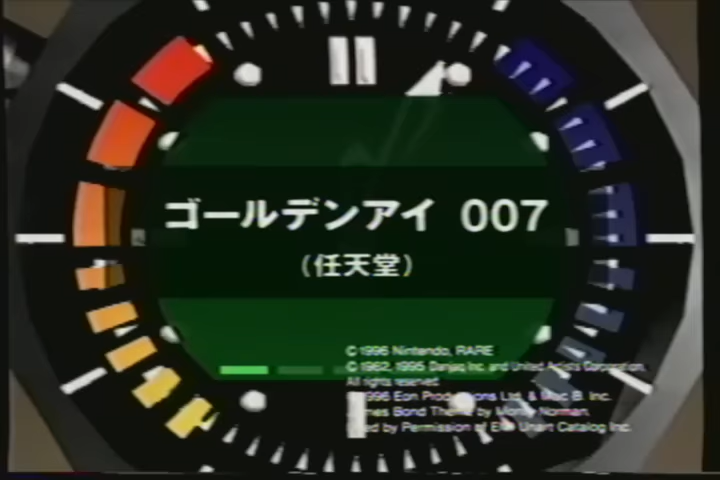 ゴールデンアイ 007
(任天堂)
© 1996 Nintendo, RARE
© 1962, 1995 Danjaq Inc. and United Artists Corporation.
All rights reserved
1996 Eon Productions Ltd. & Mac B. Inc.
James Bond Theme by Monty Norman.
Used by Permission of EMI Unart Catalog Inc.